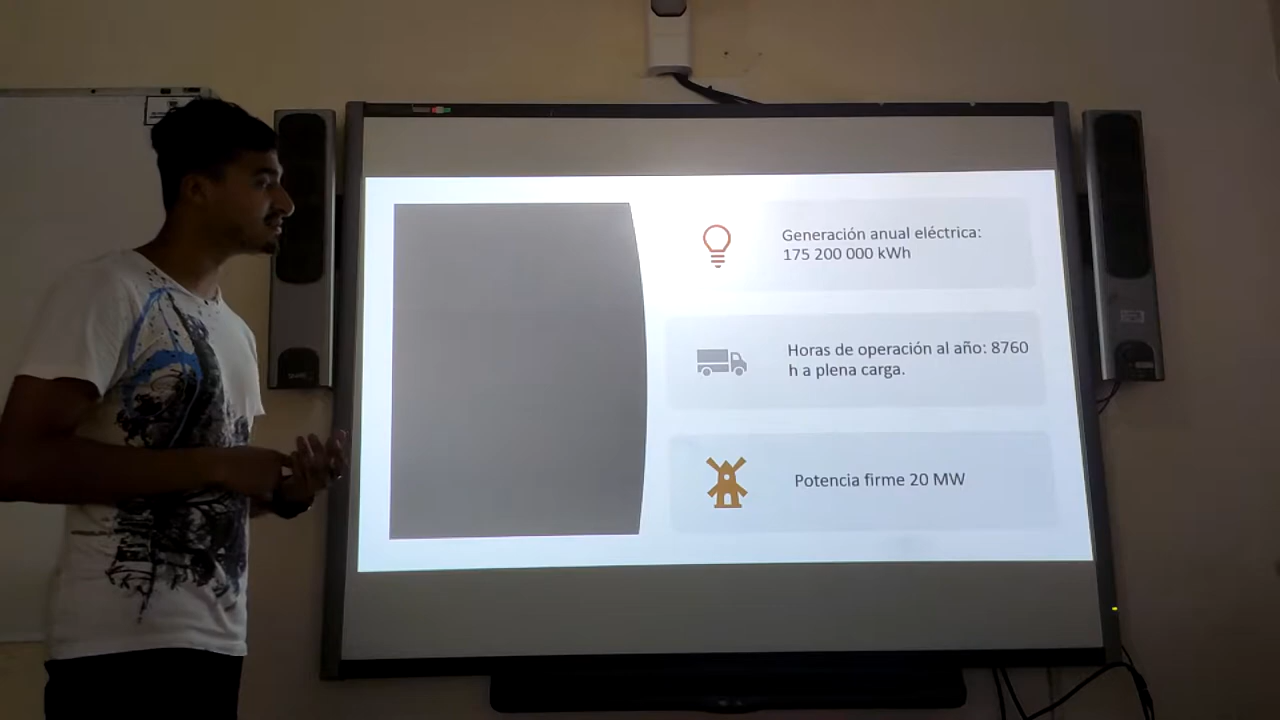 Generación anual eléctrica:
175 200 000 kWh
Horas de operación al año: 8760
h a plena carga.
Potencia firme 20 MW